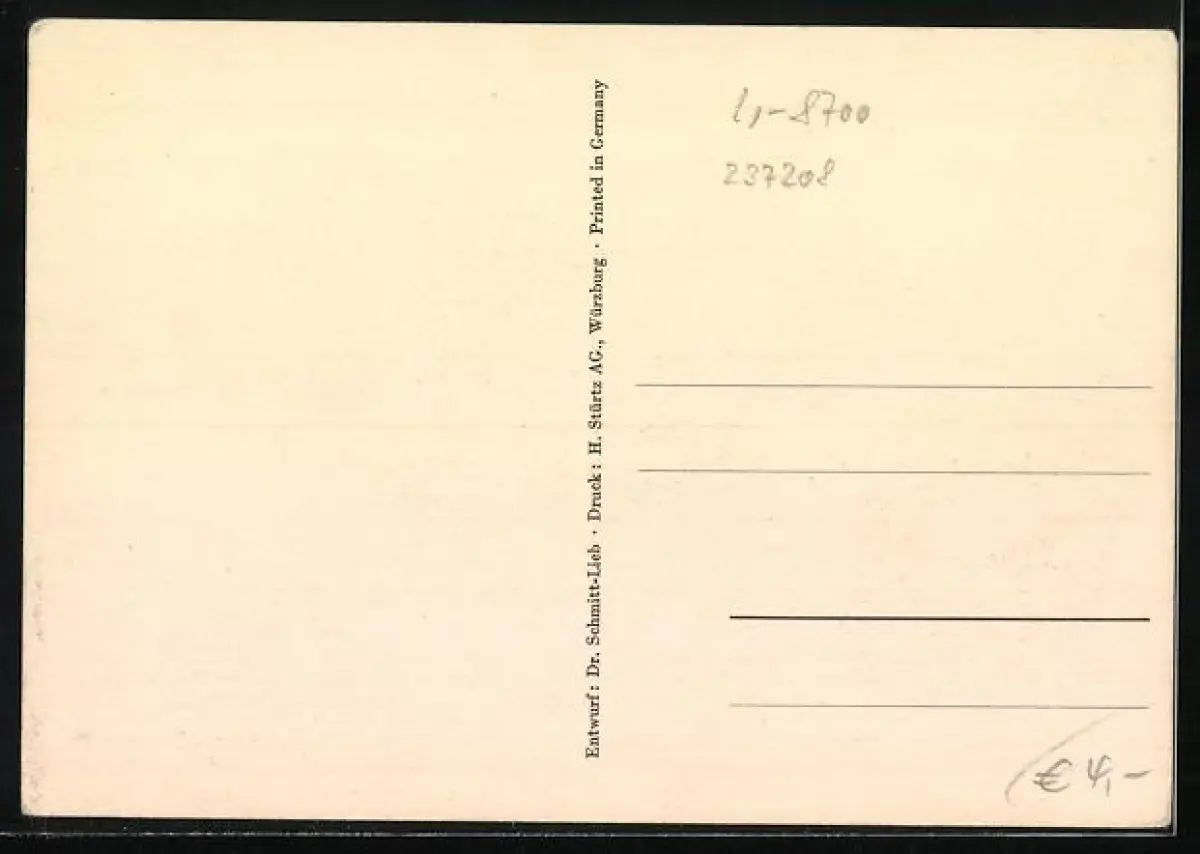 Entwurf: Dr. Schmitt-Lieb · Druck: H. Stürtz AG., Würzburg · Printed in Germany
1,- 8700
237208
€ 4,-